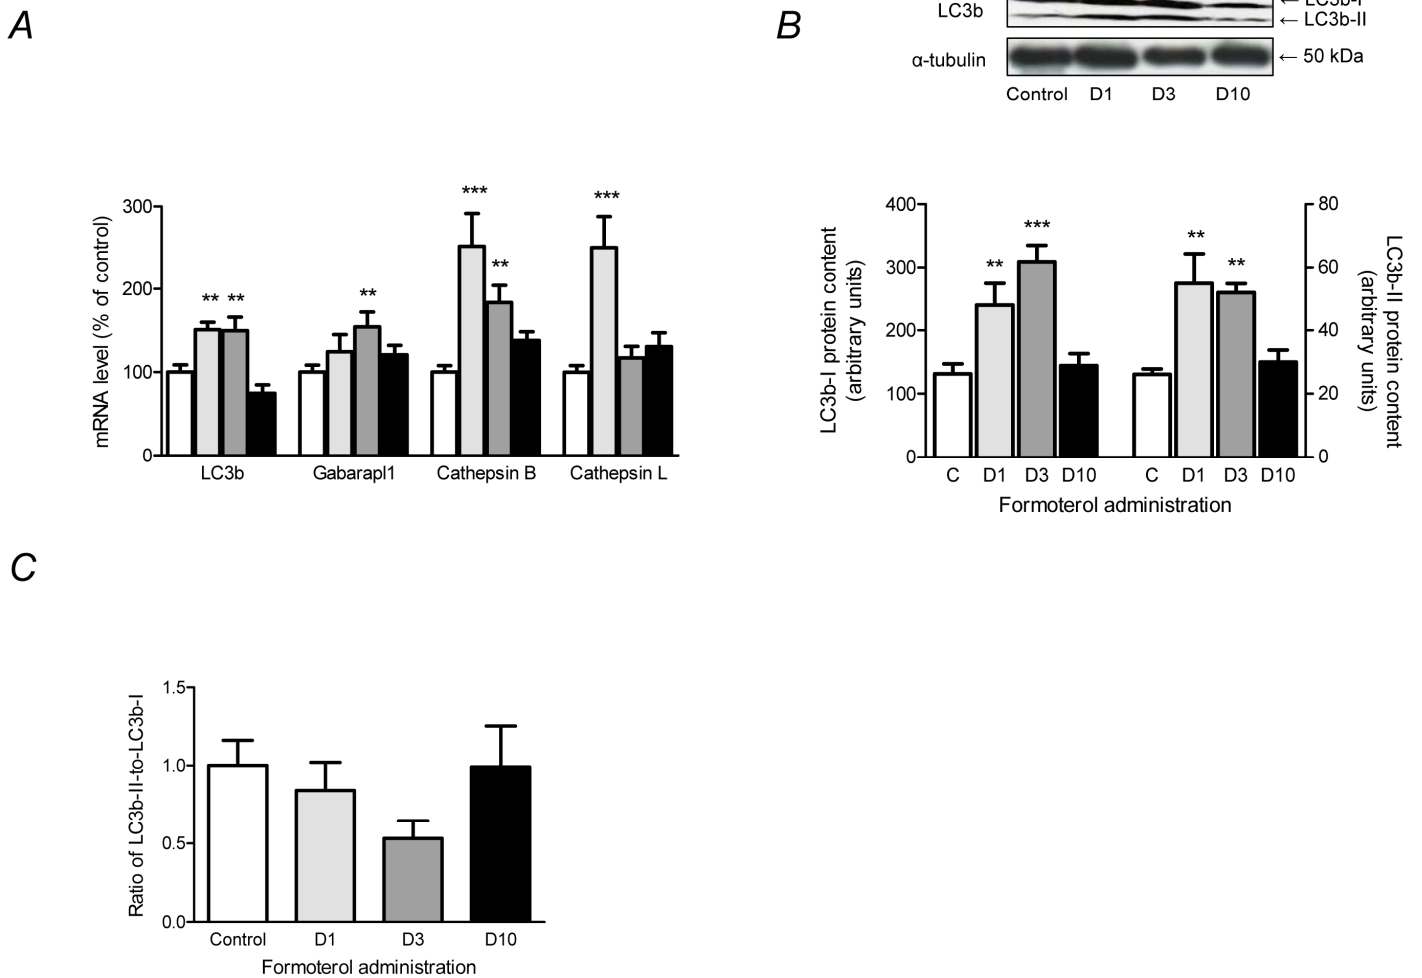 A
B
LC3b
← LC3b-I
← LC3b-II
α-tubulin
← 50 kDa
Control D1 D3 D10
mRNA level (% of control)
300
200
100
0
*** ***
** ** ** **
LC3b Gabarapl1 Cathepsin B Cathepsin L
LC3b-I protein content
(arbitrary units)
400
300
200
100
0
** *** ** **
80
60
40
20
0
LC3b-II protein content
(arbitrary units)
C D1 D3 D10 C D1 D3 D10
Formoterol administration
C
Ratio of LC3b-II-to-LC3b-I
1.5
1.0
0.5
0.0
Control D1 D3 D10
Formoterol administration